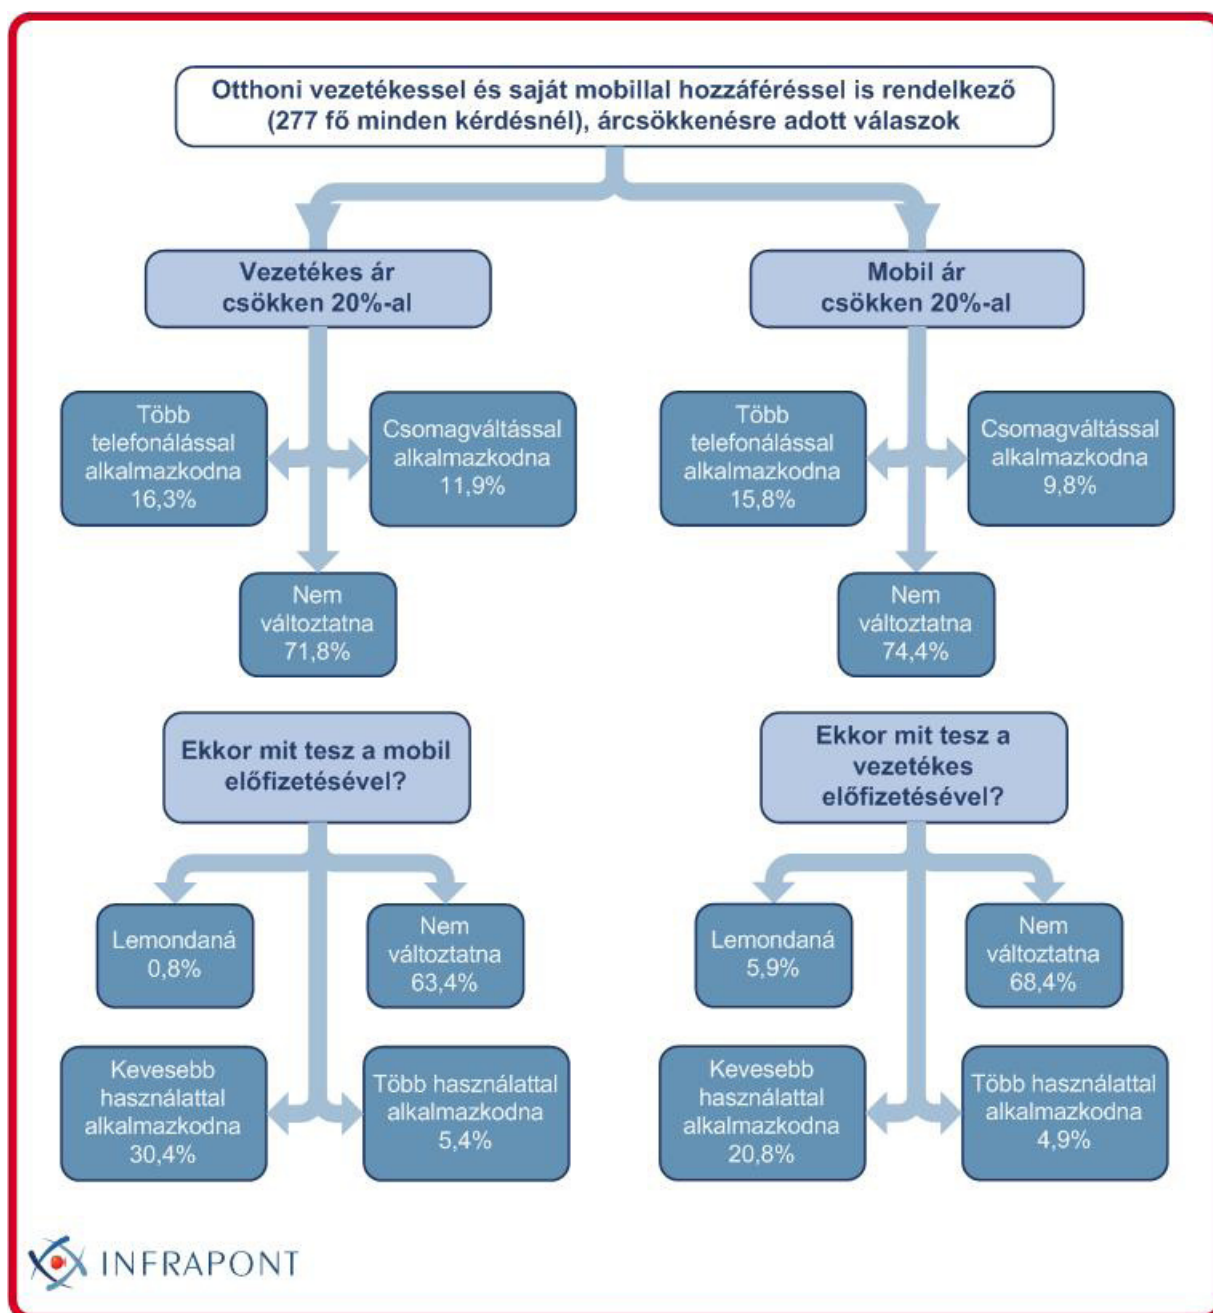 Otthoni vezetékessel és saját mobillal hozzáféréssel is rendelkező
(277 fő minden kérdésnél), árcsökkenésre adott válaszok
Vezetékes ár
csökken 20%-al
Mobil ár
csökken 20%-al
Több
telefonálással
alkalmazkodna
16,3%
Csomagváltással
alkalmazkodna
11,9%
Több
telefonálással
alkalmazkodna
15,8%
Csomagváltással
alkalmazkodna
9,8%
Nem
változtatna
71,8%
Nem
változtatna
74,4%
Ekkor mit tesz a mobil
előfizetésével?
Ekkor mit tesz a
vezetékes
előfizetésével?
Lemondaná
0,8%
Nem
változtatna
63,4%
Lemondaná
5,9%
Nem
változtatna
68,4%
Kevesebb
használattal
alkalmazkodna
30,4%
Több használattal
alkalmazkodna
5,4%
Kevesebb
használattal
alkalmazkodna
20,8%
Több használattal
alkalmazkodna
4,9%
INFRAPONT